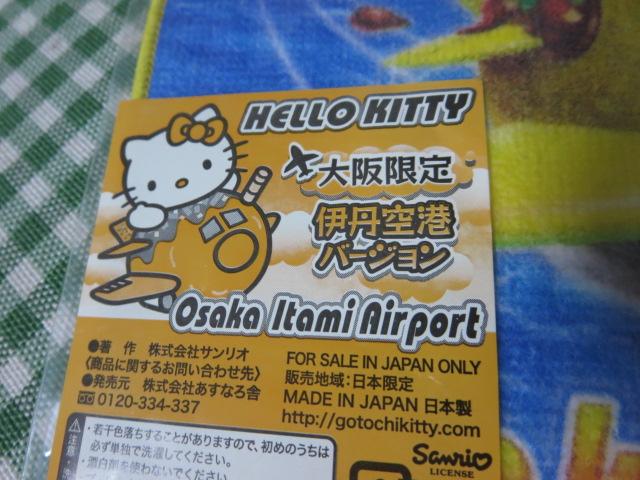 HELLO KITTY
大阪限定
伊丹空港
バージョン
Osaka Itami Airport
●著 作 株式会社サンリオ
〈商品に関するお問い合わせ先〉
●発売元 株式会社あすなろ舎
0120-334-337
FOR SALE IN JAPAN ONLY
販売地域:日本限定
MADE IN JAPAN 日本製
http://gotochikitty.com
注意・洗
・若干色落ちすることがありますので、初めのうちは
必ず単独で洗濯してください。
・漂白剤を使わないでください。
Sanrio
LICENSE